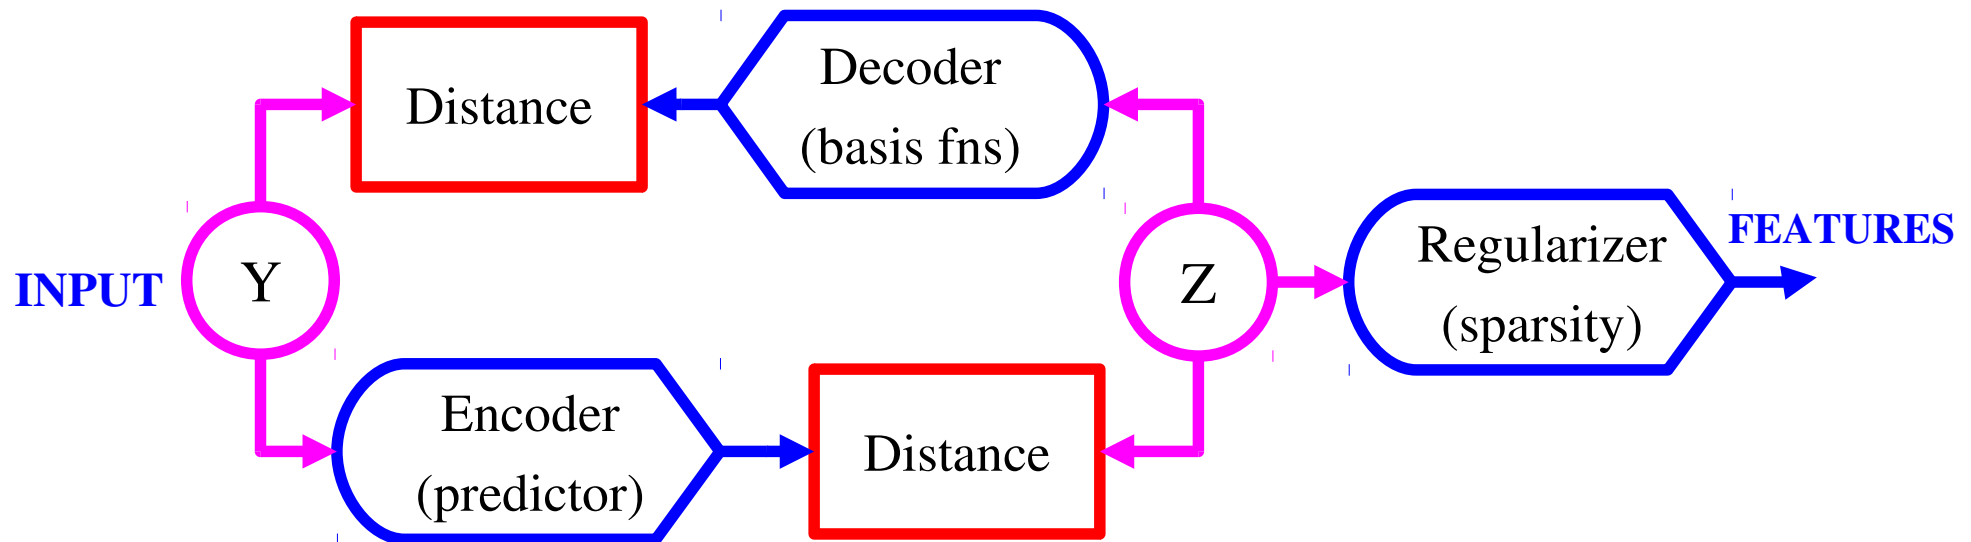 Distance
Decoder
(basis fns)
INPUT
Y
Z
Regularizer
(sparsity)
FEATURES
Encoder
(predictor)
Distance